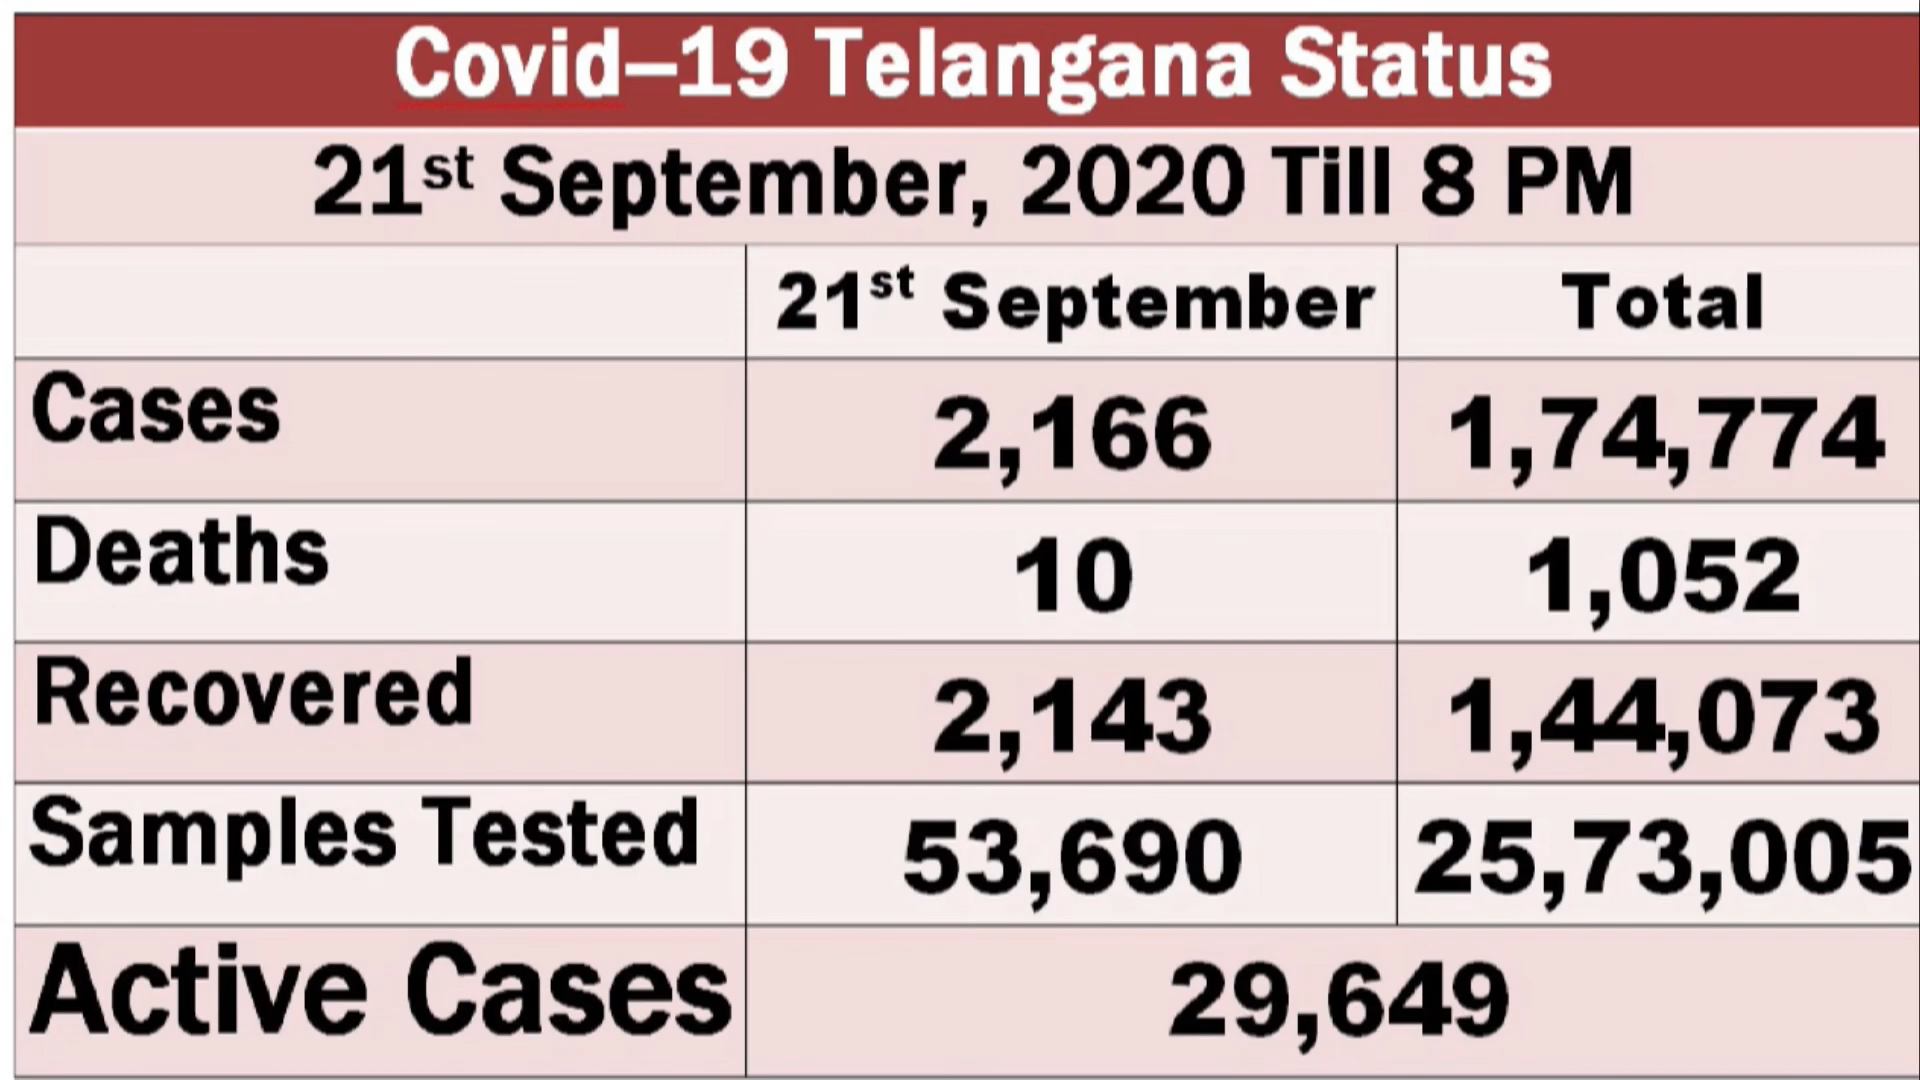 Covid–19 Telangana Status
21st September, 2020 Till 8 PM
21st September Total
Cases 2,166 1,74,774
Deaths 10 1,052
Recovered 2,143 1,44,073
Samples Tested 53,690 25,73,005
Active Cases 29,649